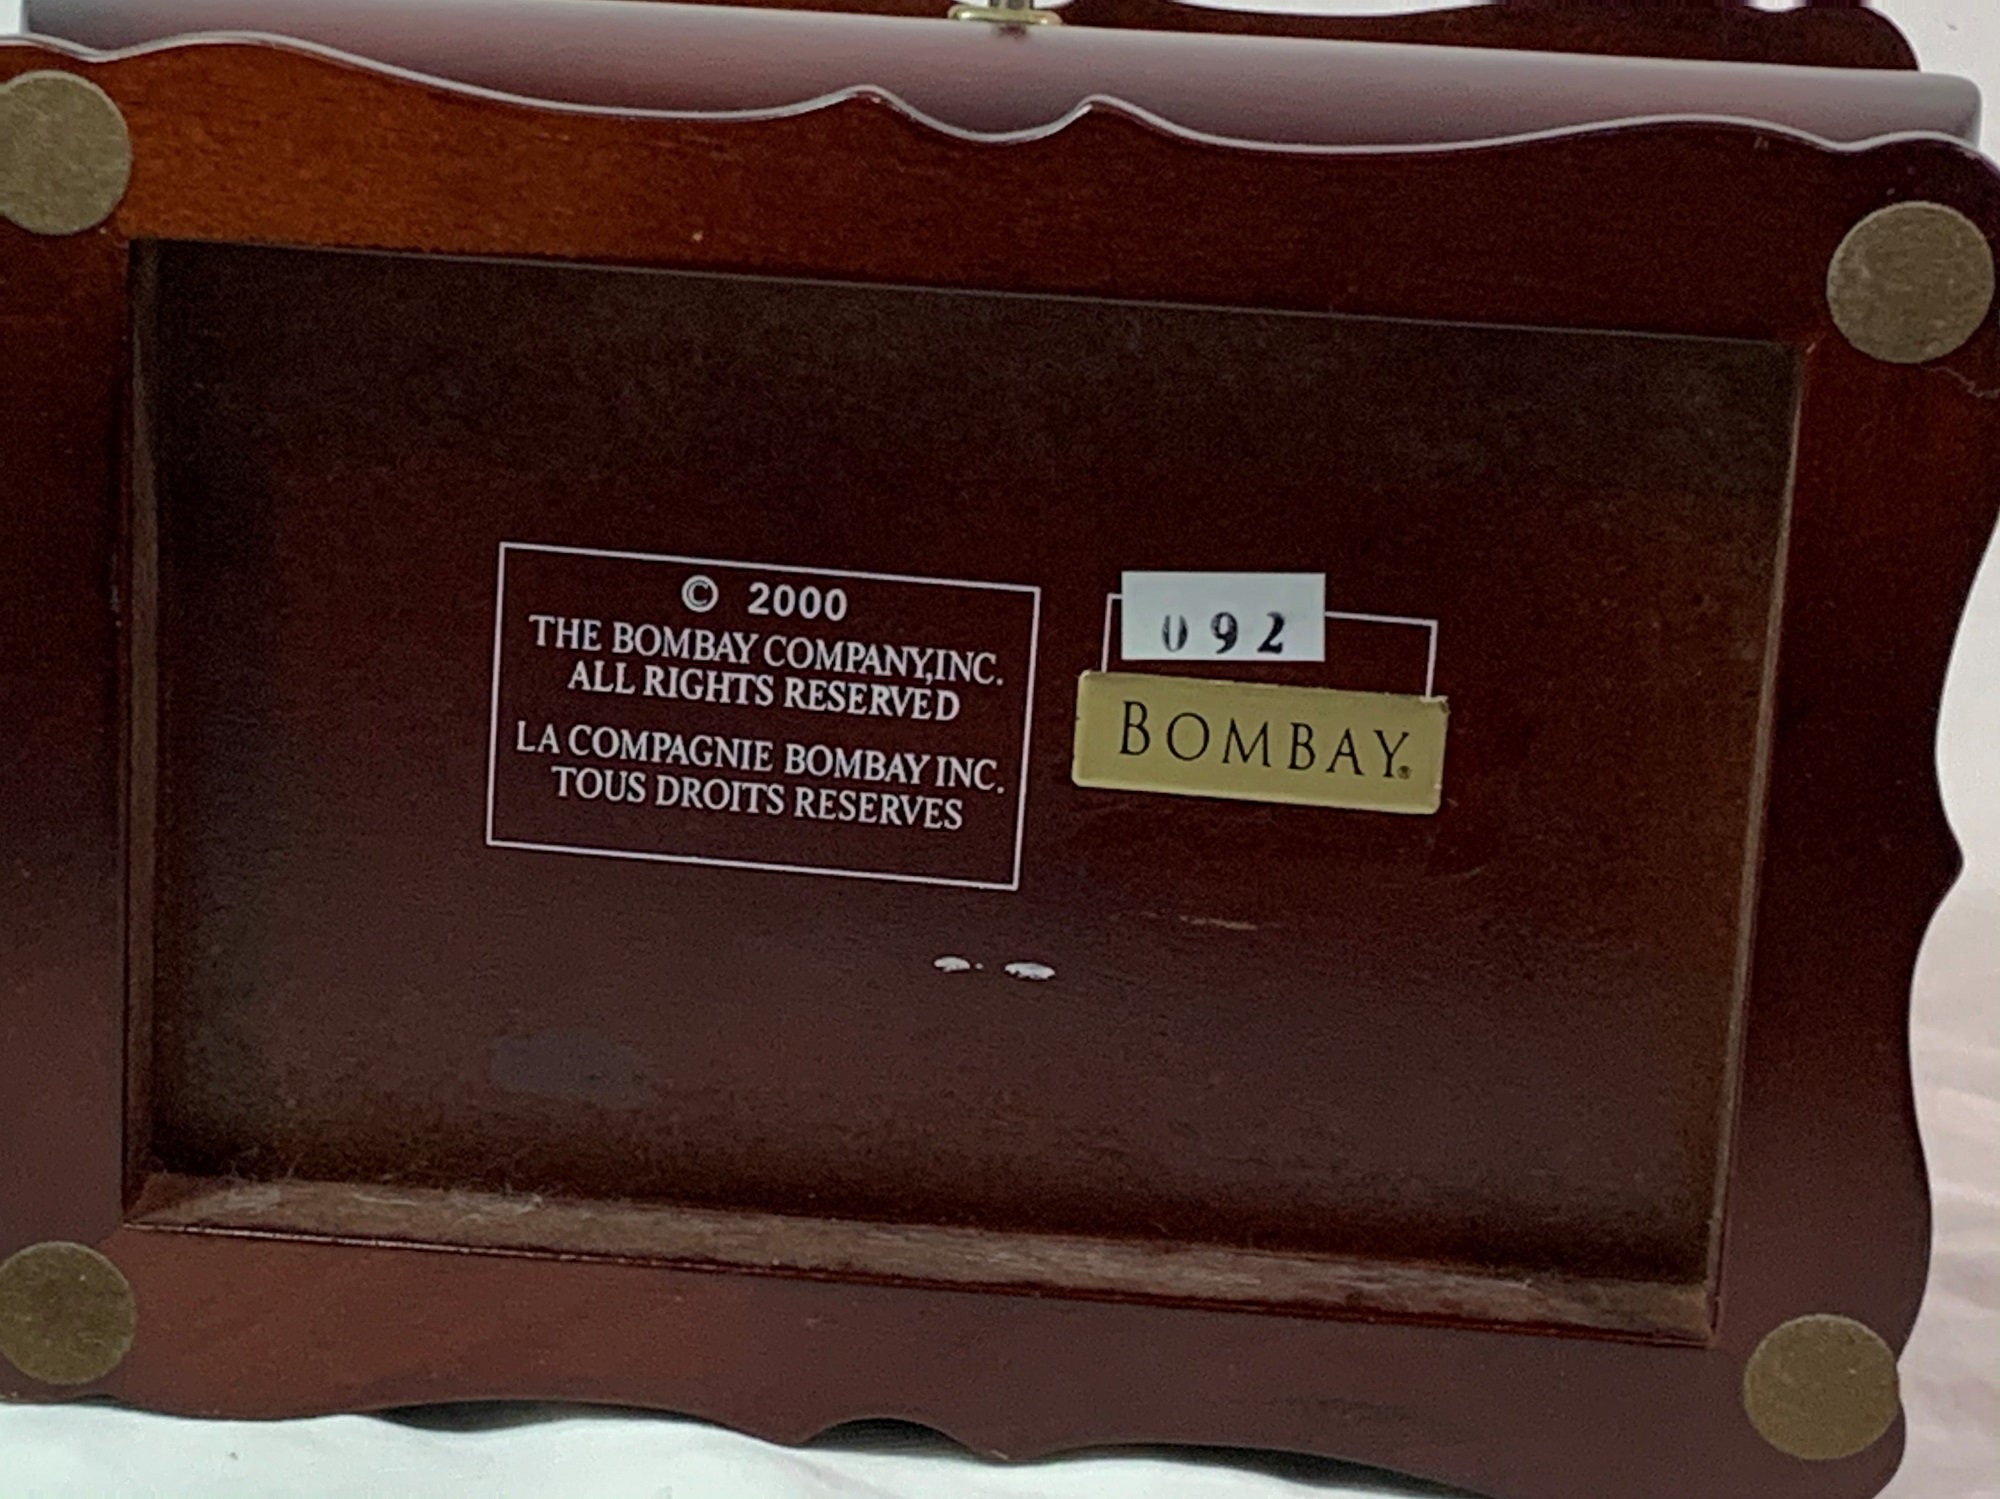 © 2000
THE BOMBAY COMPANY,INC.
ALL RIGHTS RESERVED
LA COMPAGNIE BOMBAY INC.
TOUS DROITS RESERVES
092
BOMBAY®